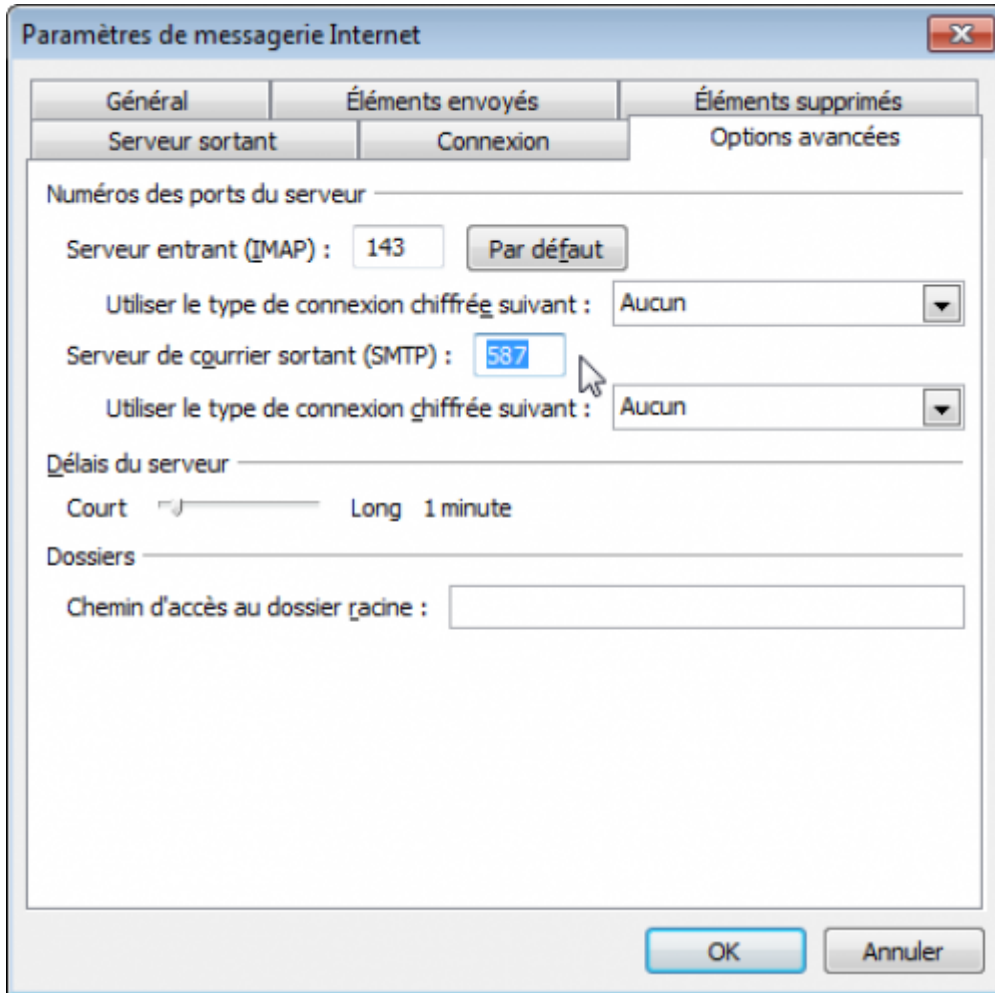 Paramètres de messagerie Internet
Général Éléments envoyés Éléments supprimés
Serveur sortant Connexion Options avancées
Numéros des ports du serveur
Serveur entrant (IMAP) : 143 Par défaut
Utiliser le type de connexion chiffrée suivant : Aucun
Serveur de courrier sortant (SMTP) : 587
Utiliser le type de connexion chiffrée suivant : Aucun
Délais du serveur
Court Long 1 minute
Dossiers
Chemin d'accès au dossier racine :
OK Annuler